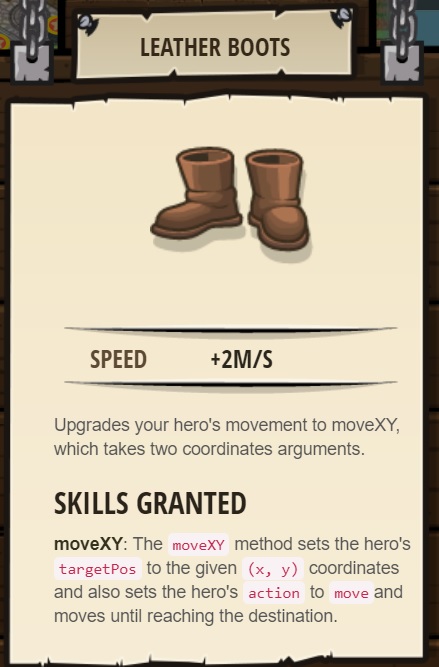 LEATHER BOOTS
SPEED +2M/S
Upgrades your hero's movement to moveXY,
which takes two coordinates arguments.
SKILLS GRANTED
moveXY: The moveXY method sets the hero's
targetPos to the given (x, y) coordinates
and also sets the hero's action to move and
moves until reaching the destination.